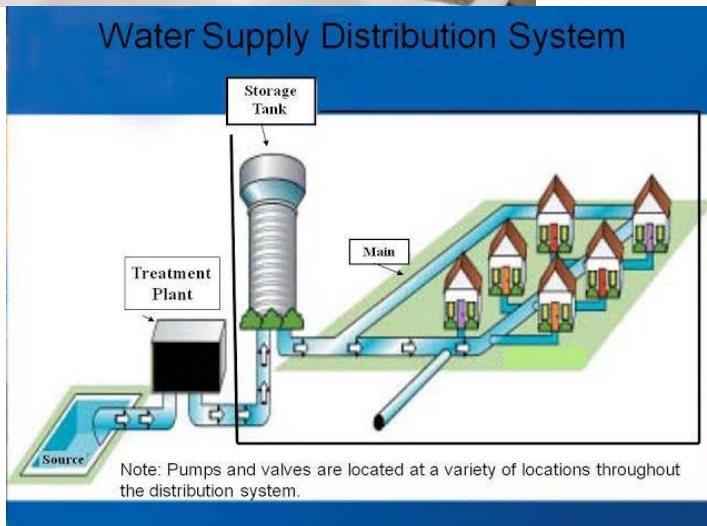 Water Supply Distribution System
Storage
Tank
Main
Treatment
Plant
Source
Note: Pumps and valves are located at a variety of locations throughout
the distribution system.